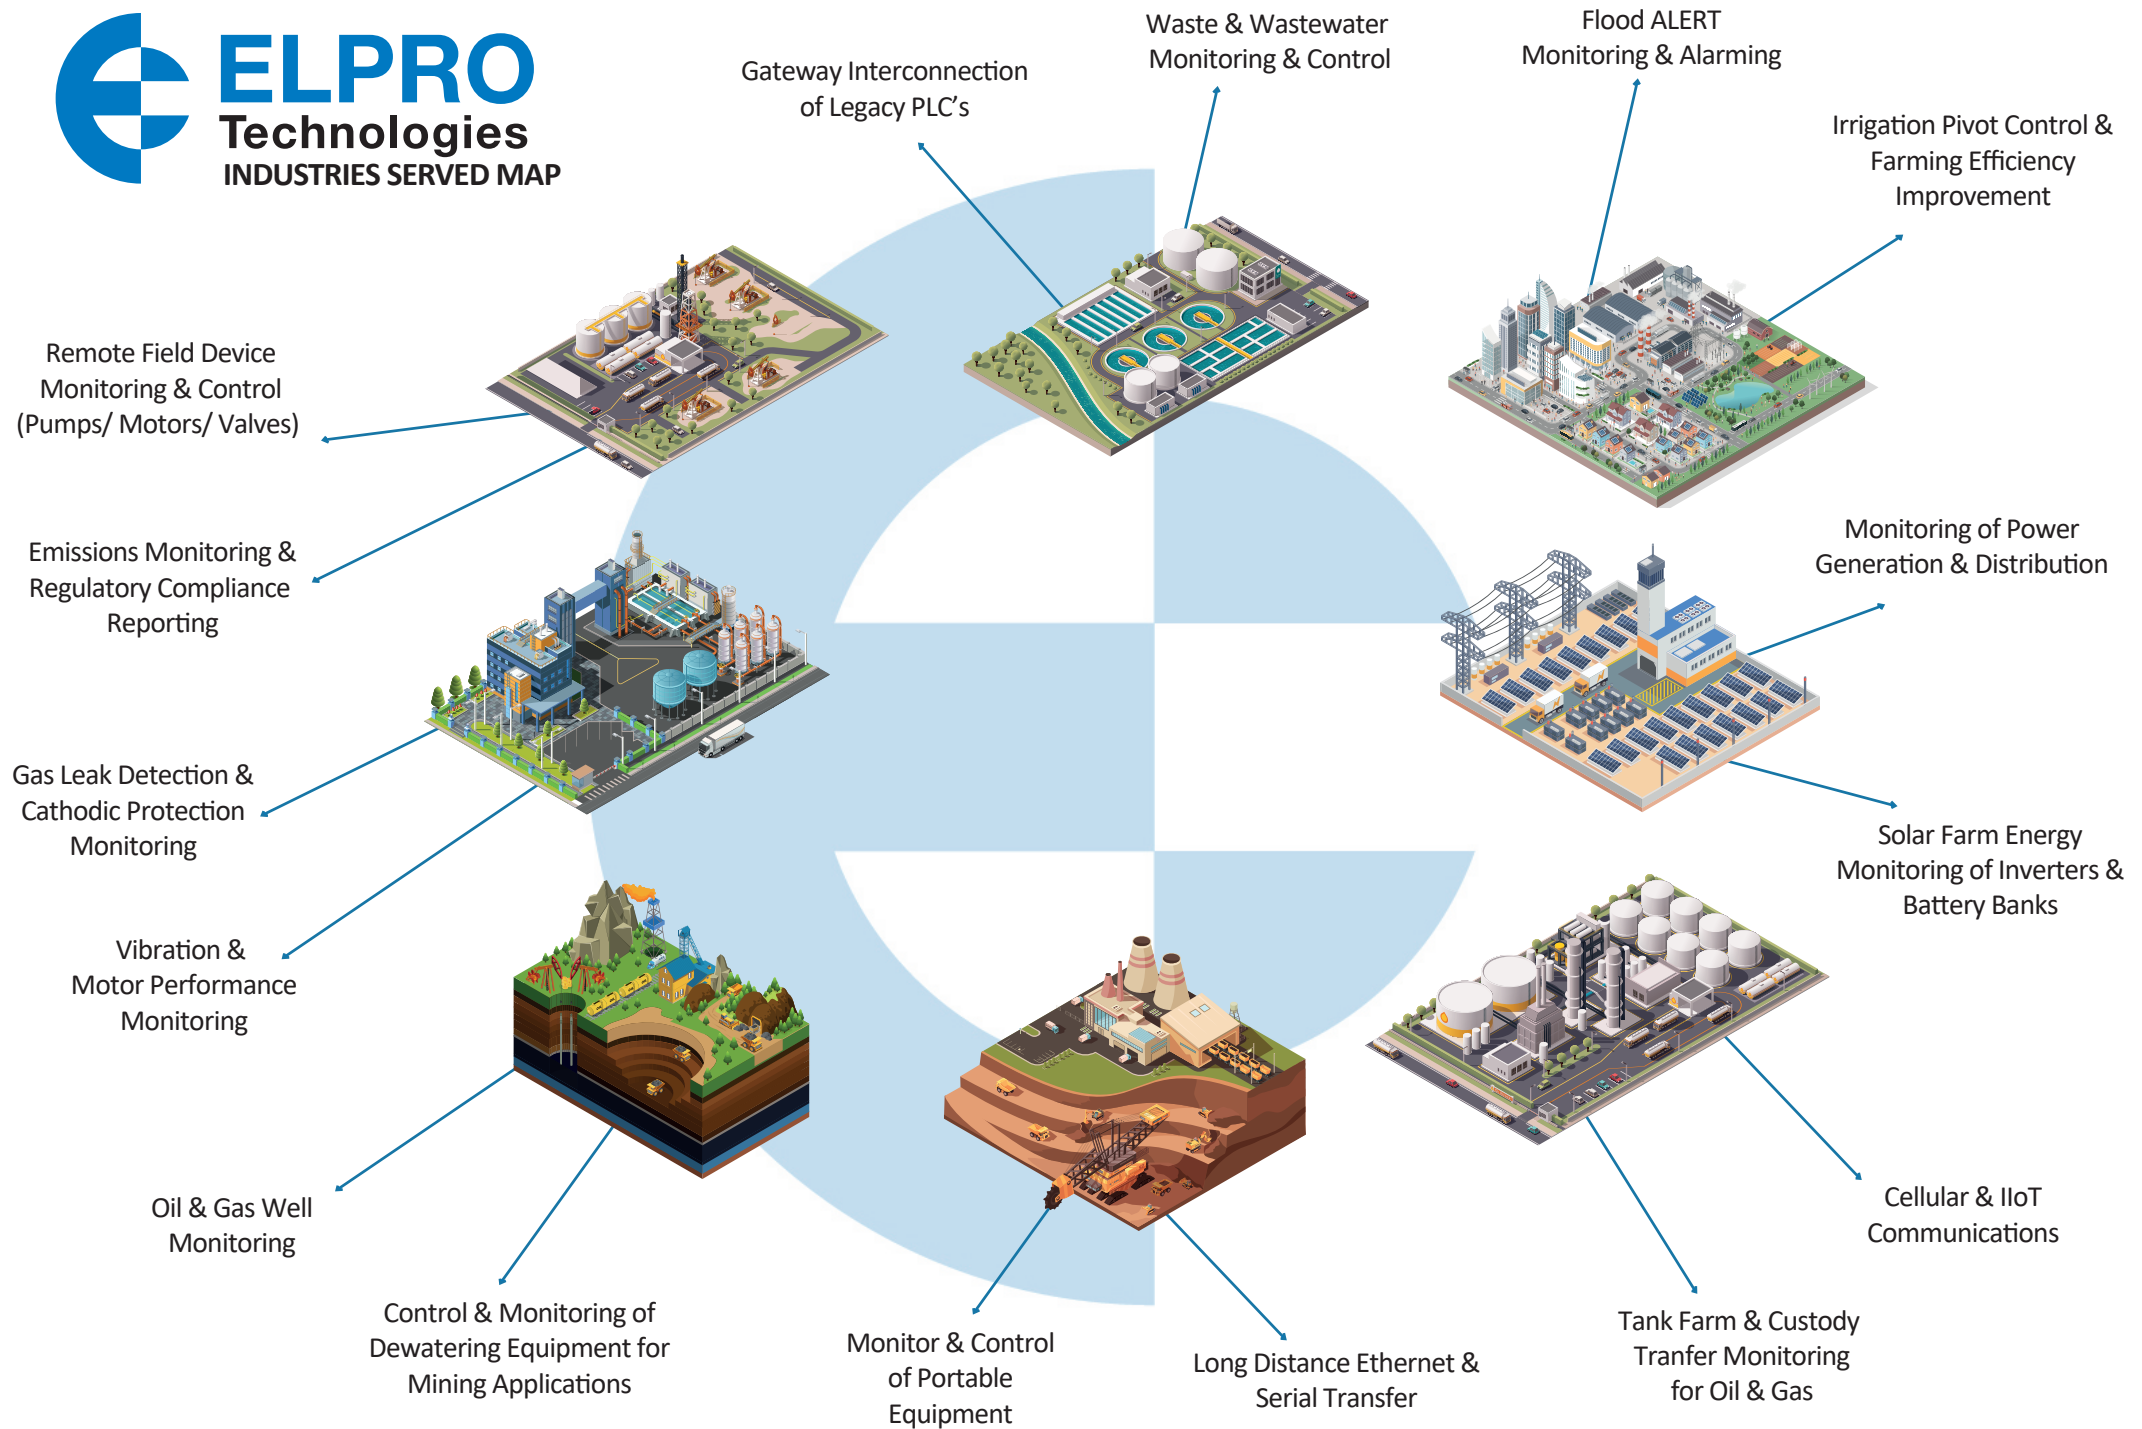 ELPRO
Technologies
INDUSTRIES SERVED MAP
Gateway Interconnection
of Legacy PLC's
Waste & Wastewater
Monitoring & Control
Flood ALERT
Monitoring & Alarming
Irrigation Pivot Control &
Farming Efficiency
Improvement
Remote Field Device
Monitoring & Control
(Pumps/ Motors/ Valves)
Emissions Monitoring &
Regulatory Compliance
Reporting
Monitoring of Power
Generation & Distribution
Gas Leak Detection &
Cathodic Protection
Monitoring
Solar Farm Energy
Monitoring of Inverters &
Battery Banks
Vibration &
Motor Performance
Monitoring
Oil & Gas Well
Monitoring
Cellular & IIoT
Communications
Control & Monitoring of
Dewatering Equipment for
Mining Applications
Monitor & Control
of Portable
Equipment
Long Distance Ethernet &
Serial Transfer
Tank Farm & Custody
Tranfer Monitoring
for Oil & Gas